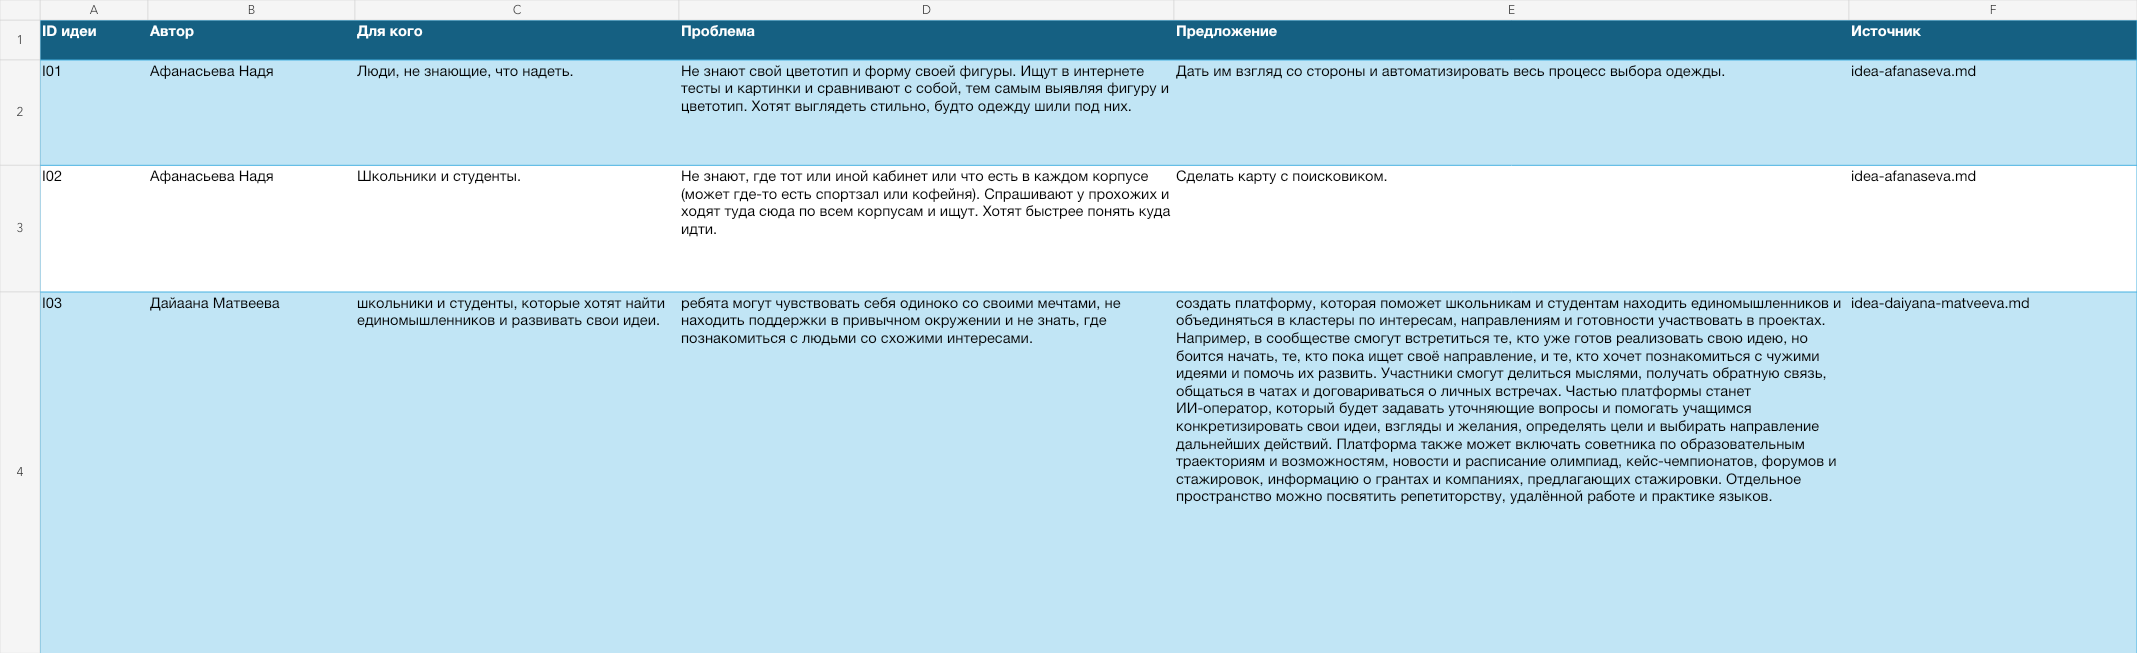 A B C D E F
1 ID идеи Автор Для кого Проблема Предложение Источник
2 I01 Афанасьева Надя Люди, не знающие, что надеть. Не знают свой цветотип и форму своей фигуры. Ищут в интернете Дать им взгляд со стороны и автоматизировать весь процесс выбора одежды. idea-afanaseva.md
тесты и картинки и сравнивают с собой, тем самым выявляя фигуру и
цветотип. Хотят выглядеть стильно, будто одежду шили под них.
3 I02 Афанасьева Надя Школьники и студенты. Не знают, где тот или иной кабинет или что есть в каждом корпусе Сделать карту с поисковиком. idea-afanaseva.md
(может где-то есть спортзал или кофейня). Спрашивают у прохожих и
ходят туда сюда по всем корпусам и ищут. Хотят быстрее понять куда
идти.
4 I03 Дайаана Матвеева
школьники и студенты, которые хотят найти
единомышленников и развивать свои идеи.
ребята могут чувствовать себя одиноко со своими мечтами, не
находить поддержки в привычном окружении и не знать, где
познакомиться с людьми со схожими интересами.
создать платформу, которая поможет школьникам и студентам находить единомышленников и
объединяться в кластеры по интересам, направлениям и готовности участвовать в проектах.
Например, в сообществе смогут встретиться те, кто уже готов реализовать свою идею, но
боится начать, те, кто пока ищет своё направление, и те, кто хочет познакомиться с чужими
идеями и помочь их развить. Участники смогут делиться мыслями, получать обратную связь,
общаться в чатах и договариваться о личных встречах. Частью платформы станет
ИИ-оператор, который будет задавать уточняющие вопросы и помогать учащимся
конкретизировать свои идеи, взгляды и желания, определять цели и выбирать направление
дальнейших действий. Платформа также может включать советника по образовательным
траекториям и возможностям, новости и расписание олимпиад, кейс-чемпионатов, форумов и
стажировок, информацию о грантах и компаниях, предлагающих стажировки. Отдельное
пространство можно посвятить репетиторству, удалённой работе и практике языков.
idea-daiyana-matveeva.md